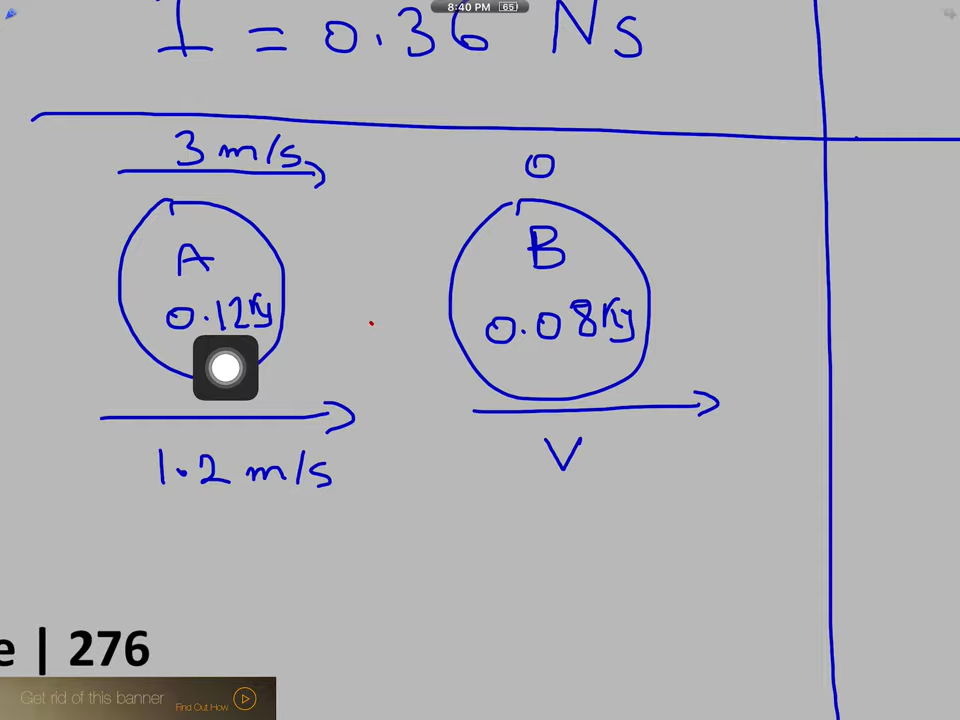 8:40 PM 65
I = 0.36 Ns
3 m/s
0
A
B
0.12Kg
0.08Kg
1.2 m/s
V
e | 276
Get rid of this banner
Find Out How